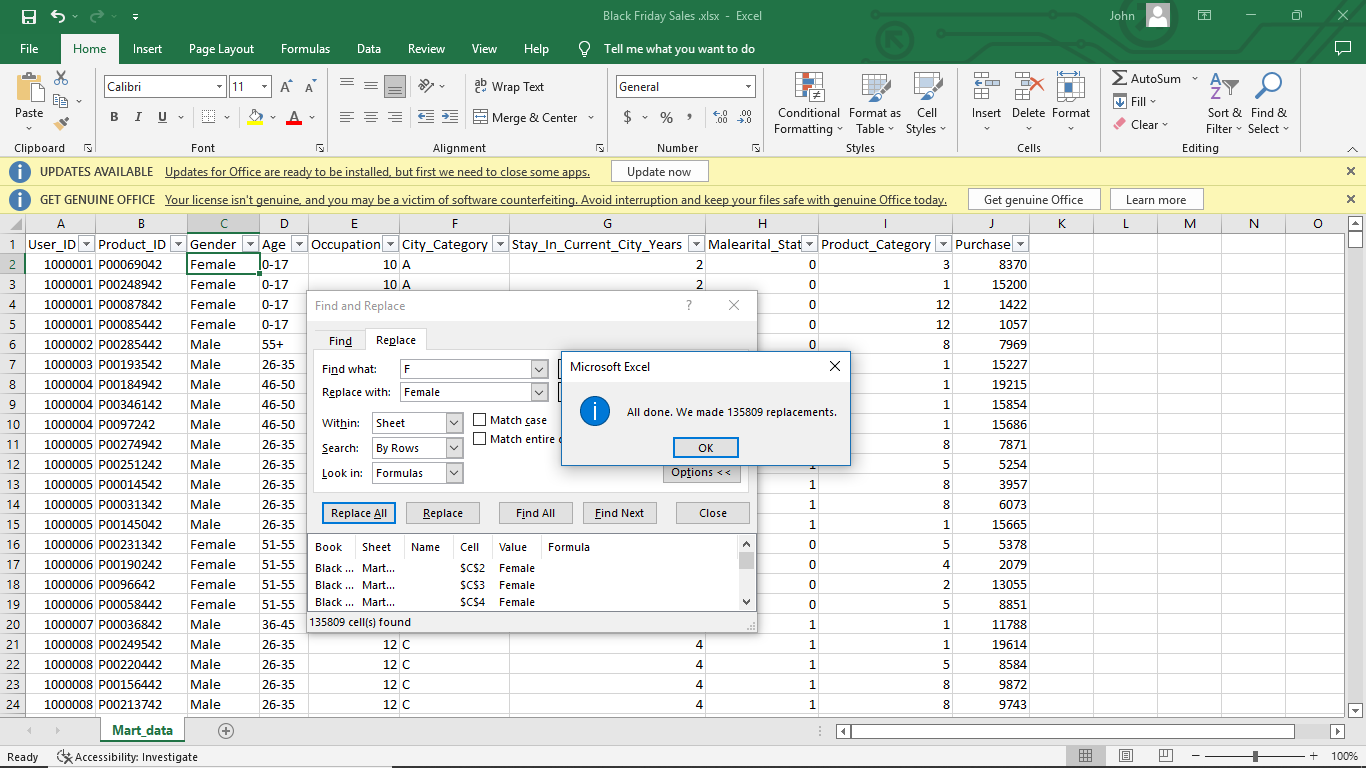 Black Friday Sales .xlsx - Excel
John
File Home Insert Page Layout Formulas Data Review View Help Tell me what you want to do
Paste
Clipboard
Calibri 11
B I U
Font
Wrap Text
Merge & Center
Alignment
General
$ % ,
Number
Conditional Formatting
Format as Table
Cell Styles
Styles
Insert Delete Format
Cells
AutoSum
Fill
Clear
Sort & Filter
Find & Select
Editing
UPDATES AVAILABLE Updates for Office are ready to be installed, but first we need to close some apps. Update now
GET GENUINE OFFICE Your license isn't genuine, and you may be a victim of software counterfeiting. Avoid interruption and keep your files safe with genuine Office today. Get genuine Office Learn more
A B C D E F G H I J K L M N O
1 User_ID Product_ID Gender Age Occupation City_Category Stay_In_Current_City_Years Malearital_Stat Product_Category Purchase
2 1000001 P00069042 Female 0-17 10 A 2 0 3 8370
3 1000001 P00248942 Female 0-17 10 A 2 0 1 15200
4 1000001 P00087842 Female 0-17 0 12 1422
5 1000001 P00085442 Female 0-17 0 12 1057
6 1000002 P00285442 Male 55+ 0 8 7969
7 1000003 P00193542 Male 26-35 1 15227
8 1000004 P00184942 Male 46-50 1 19215
9 1000004 P00346142 Male 46-50 1 15854
10 1000004 P0097242 Male 46-50 1 15686
11 1000005 P00274942 Male 26-35 8 7871
12 1000005 P00251242 Male 26-35 5 5254
13 1000005 P00014542 Male 26-35 1 8 3957
14 1000005 P00031342 Male 26-35 1 8 6073
15 1000005 P00145042 Male 26-35 1 1 15665
16 1000006 P00231342 Female 51-55 0 5 5378
17 1000006 P00190242 Female 51-55 0 4 2079
18 1000006 P0096642 Female 51-55 0 2 13055
19 1000006 P00058442 Female 51-55 0 5 8851
20 1000007 P00036842 Male 36-45 1 1 11788
21 1000008 P00249542 Male 26-35 12 C 4 1 1 19614
22 1000008 P00220442 Male 26-35 12 C 4 1 5 8584
23 1000008 P00156442 Male 26-35 12 C 4 1 8 9872
24 1000008 P00213742 Male 26-35 12 C 4 1 8 9743
Find and Replace ?
Find Replace
Find what: F
Replace with: Female
Within: Sheet
Search: By Rows
Look in: Formulas
Match case
Match entire
Options <<
Replace All Replace Find All Find Next Close
Book Sheet Name Cell Value Formula
Black ... Mart... $C$2 Female
Black ... Mart... $C$3 Female
Black ... Mart... $C$4 Female
135809 cell(s) found
Microsoft Excel
All done. We made 135809 replacements.
OK
Mart_data
Ready Accessibility: Investigate
100%